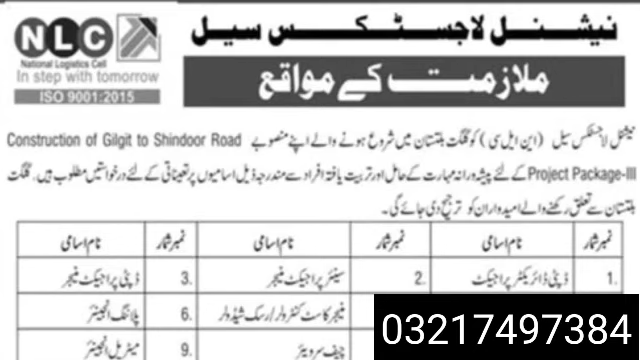 NLC
National Logistics Cell
In step with tomorrow
ISO 9001:2015
نیشنل لاجسٹکس سیل
ملازمت کے مواقع
نیشنل لاجسٹکس سیل (این ایل سی) کو گلگت بلتستان میں شروع ہونے والے اپنے منصوبے Construction of Gilgit to Shindoor Road
Project Package-III کے لئے پیشہ ورانہ مہارت کے حامل اور تربیت یافتہ افراد سے مندرجہ ذیل اسامیوں پر تعیناتی کے لئے درخواستیں مطلوب ہیں۔ گلگت
بلتستان سے تعلق رکھنے والے امیدواران کو ترجیح دی جائے گی۔
نمبر شمار نام اسامی نمبر شمار نام اسامی نمبر شمار نام اسامی
1. ڈپٹی ڈائریکٹر پراجیکٹ 2. سینئر پراجیکٹ منیجر 3. ڈپٹی پراجیکٹ منیجر
منیجر کاسٹ کنٹرولر/رسک شیڈولر 6. پلاننگ انجینئر
چیف سرویئر 9. میٹریل انجینئر
03217497384